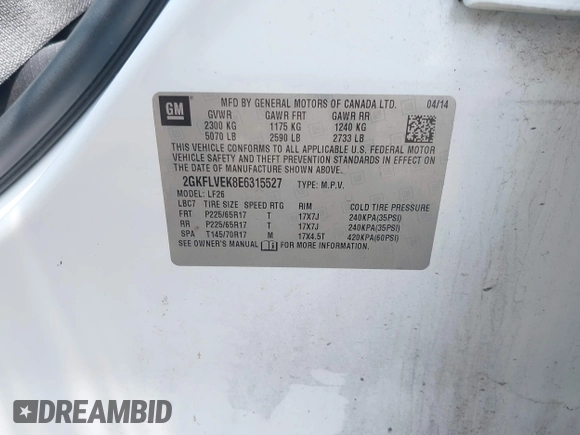 GM
MFD BY GENERAL MOTORS OF CANADA LTD. 04/14
GVWR GAWR FRT GAWR RR
2300 KG 1175 KG 1240 KG
5070 LB 2590 LB 2733 LB
THIS VEHICLE CONFORMS TO ALL APPLICABLE U.S. FEDERAL MOTOR
VEHICLE SAFETY AND THEFT PREVENTION STANDARDS IN EFFECT ON
THE DATE OF MANUFACTURE SHOWN ABOVE.
2GKFLVEK8E6315527 TYPE: M.P.V.
MODEL: LF26
LBC7 TIRE SIZE SPEED RTG RIM COLD TIRE PRESSURE
FRT P225/65R17 T 17X7J 240KPA(35PSI)
RR P225/65R17 T 17X7J 240KPA(35PSI)
SPA T145/70R17 M 17X4.5T 420KPA(60PSI)
SEE OWNER'S MANUAL FOR MORE INFORMATION.
DREAMBID